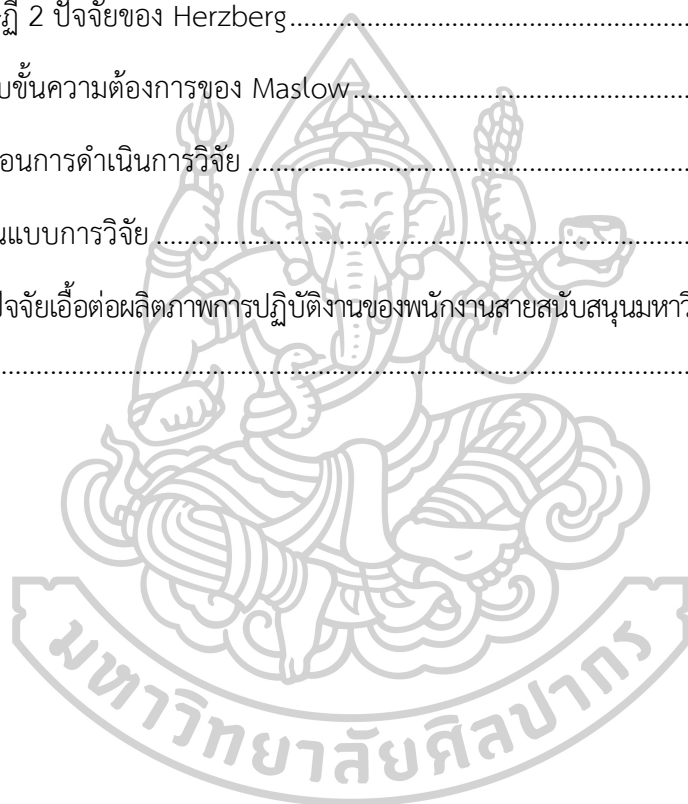 ษฎี 2 ปัจจัยของ Herzberg................................................................................
บขั้นความต้องการของ Maslow................................................................................
อนการดำเนินการวิจัย ................................................................................
นแบบการวิจัย ................................................................................
ปัจจัยเอื้อต่อผลิตภาพการปฏิบัติงานของพนักงานสายสนับสนุนมหาวิ
................................................................................
มหาวิทยาลัยศิลปากร